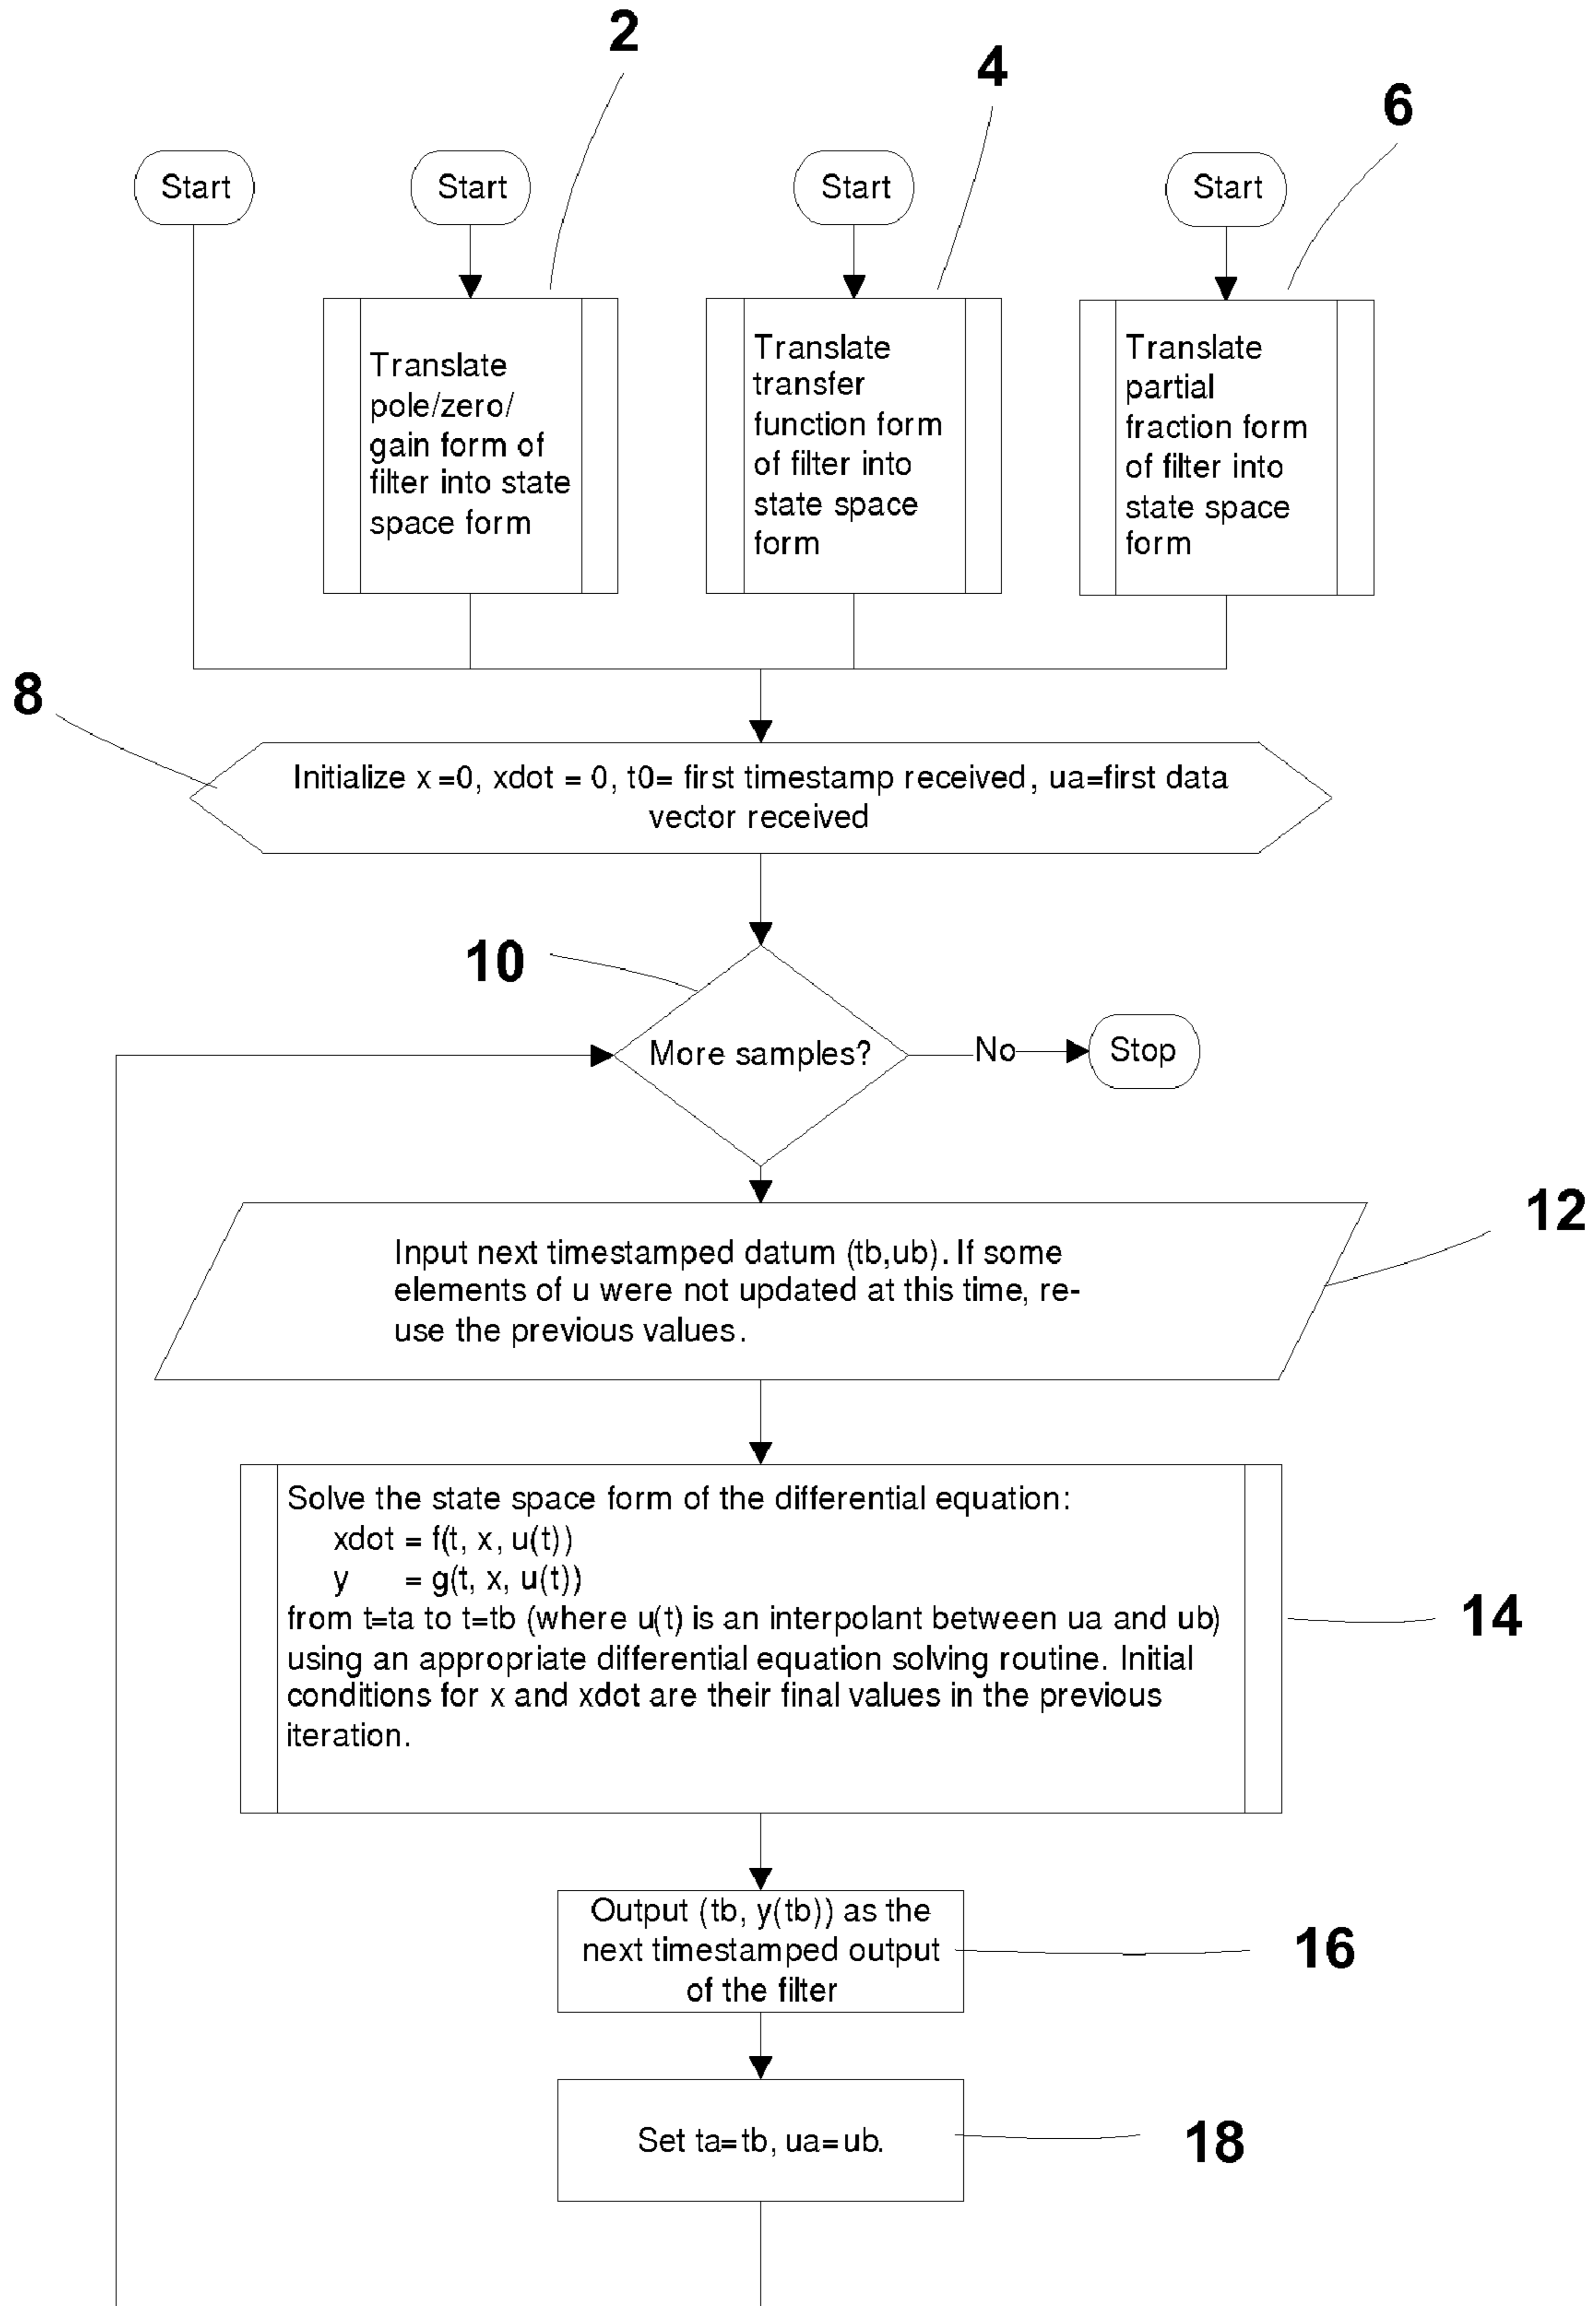 2
4
6
Start
Start
Start
Start
Translate
pole/zero/
gain form of
filter into state
space form
Translate
transfer
function form
of filter into
state space
form
Translate
partial
fraction form
of filter into
state space
form
8
Initialize x =0, xdot = 0, t0= first timestamp received, ua=first data
vector received
10
More samples?
No
Stop
12
Input next timestamped datum (tb,ub). If some
elements of u were not updated at this time, re-
use the previous values.
Solve the state space form of the differential equation:
xdot = f(t, x, u(t))
y = g(t, x, u(t))
from t=ta to t=tb (where u(t) is an interpolant between ua and ub)
using an appropriate differential equation solving routine. Initial
conditions for x and xdot are their final values in the previous
iteration.
14
Output (tb, y(tb)) as the
next timestamped output
of the filter
16
Set ta=tb, ua=ub.
18